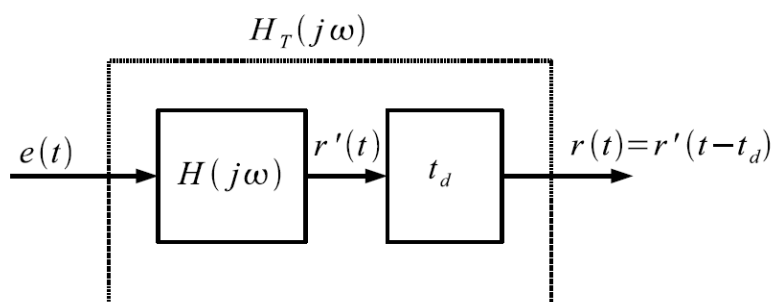 H_T(jω)
e(t)
H(jω)
r'(t)
t_d
r(t)=r'(t−t_d)